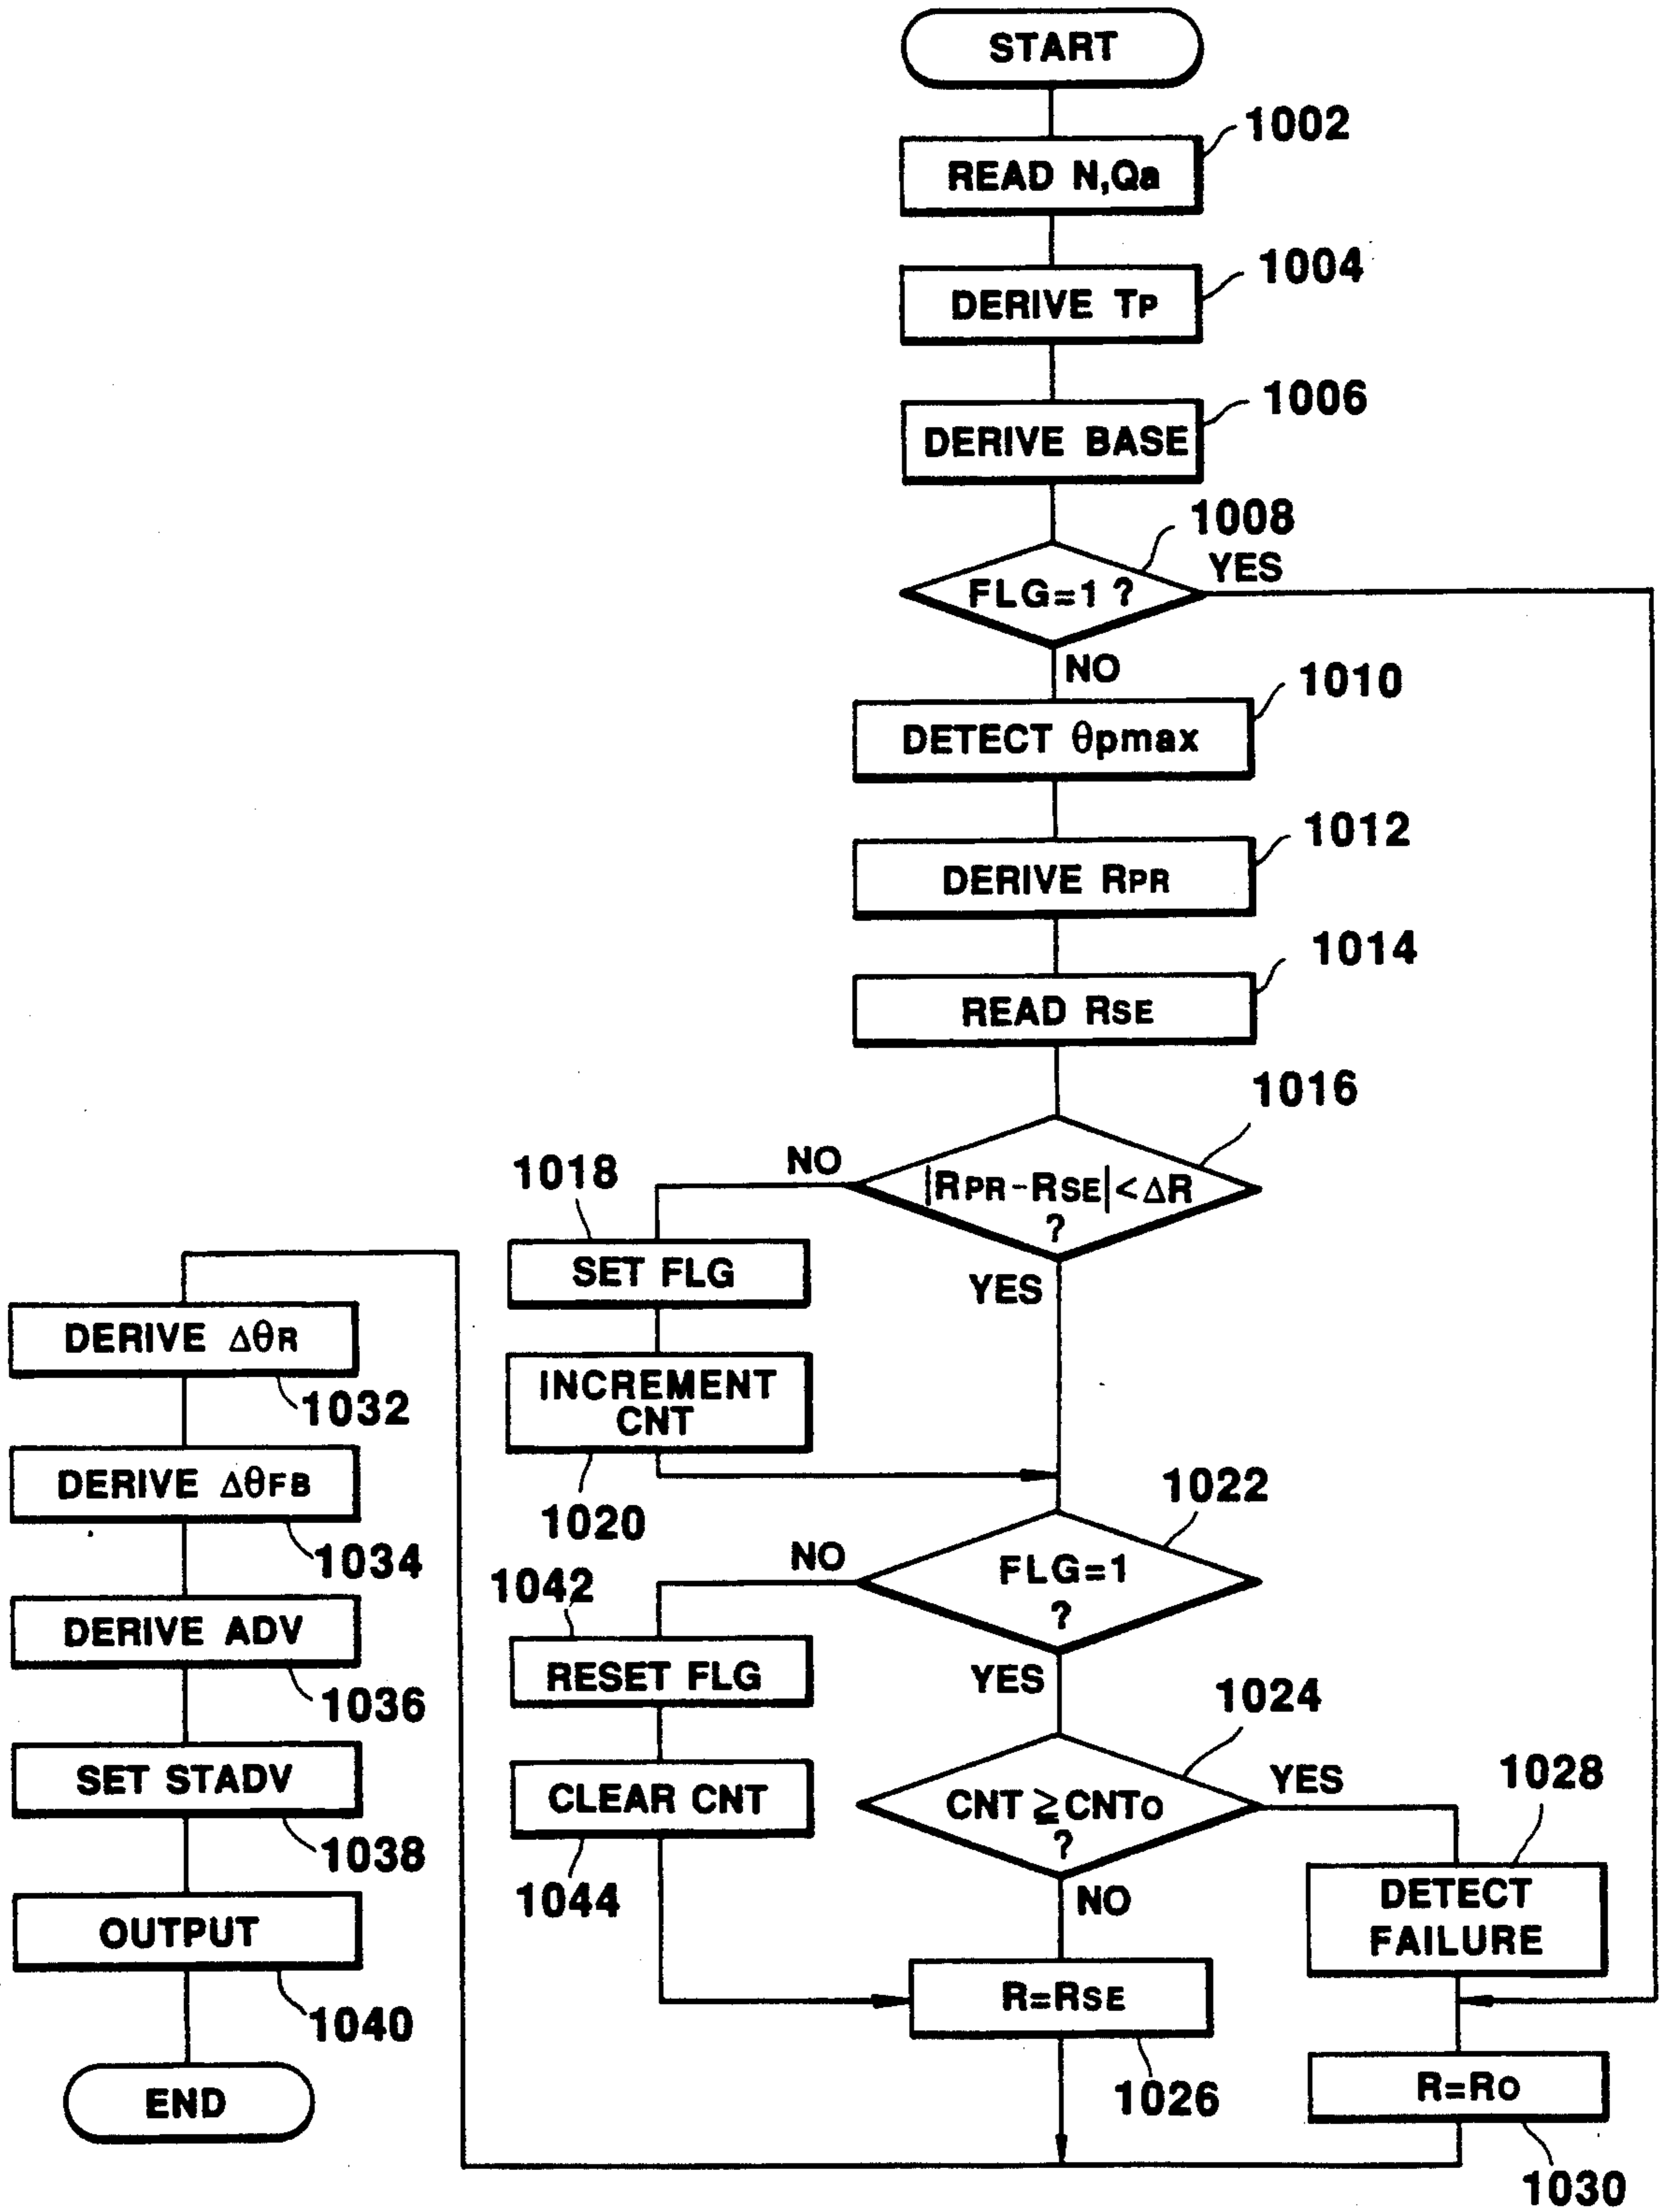 START
1002
READ N,Qa
1004
DERIVE TP
1006
DERIVE BASE
1008
YES
FLG=1 ?
NO
1010
DETECT θpmax
1012
DERIVE RPR
1014
READ RSE
1016
NO
|RPR-RSE|<ΔR
?
YES
1018
SET FLG
INCREMENT
CNT
1020
1022
NO
FLG=1
?
YES
1042
RESET FLG
CLEAR CNT
1044
1024
YES
CNT≧CNTO
?
NO
1028
DETECT
FAILURE
R=RSE
1026
R=RO
1030
DERIVE ΔθR
1032
DERIVE ΔθFB
1034
DERIVE ADV
1036
SET STADV
1038
OUTPUT
1040
END